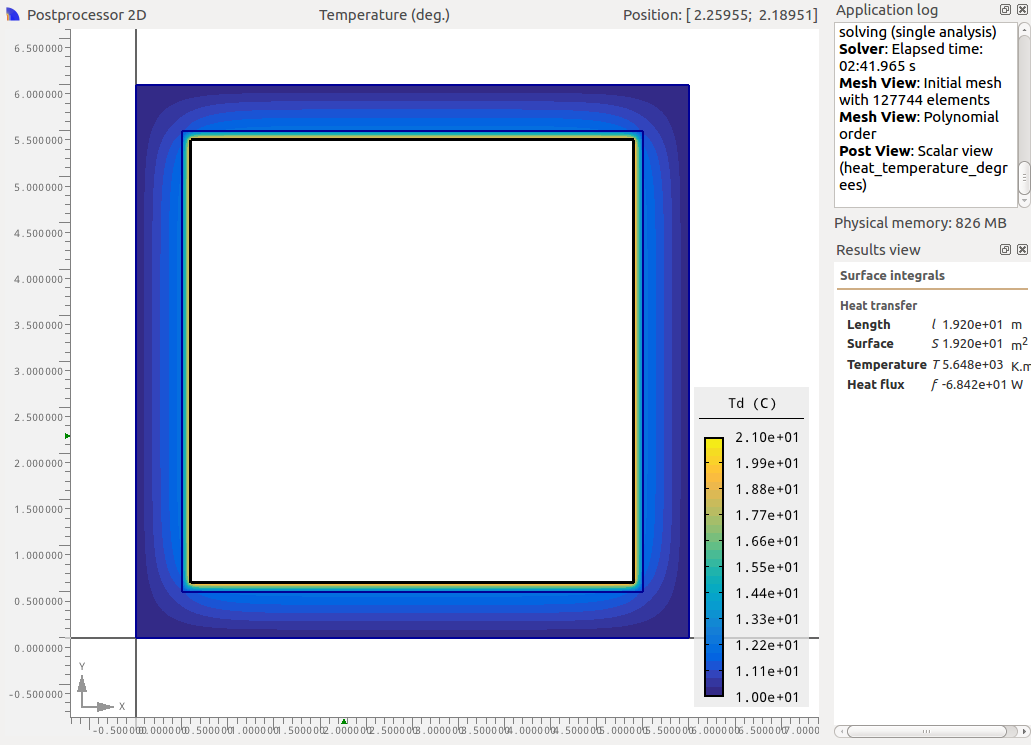 Postprocessor 2D
Temperature (deg.)
Position: [ 2.25955; 2.18951]
6.500000
6.000000
5.500000
5.000000
4.500000
4.000000
3.500000
3.000000
2.500000
2.000000
1.500000
1.000000
0.500000
0.000000
-0.500000
Y
X
-0.500000
0.000000
0.500000
1.000000
1.500000
2.000000
2.500000
3.000000
3.500000
4.000000
4.500000
5.000000
5.500000
6.000000
6.500000
7.000000
Td (C)
2.10e+01
1.99e+01
1.88e+01
1.77e+01
1.66e+01
1.55e+01
1.44e+01
1.33e+01
1.22e+01
1.11e+01
1.00e+01
Application log
solving (single analysis)
Solver: Elapsed time:
02:41.965 s
Mesh View: Initial mesh
with 127744 elements
Mesh View: Polynomial
order
Post View: Scalar view
(heat_temperature_degr
ees)
Physical memory: 826 MB
Results view
Surface integrals
Heat transfer
Length l 1.920e+01 m
Surface S 1.920e+01 m²
Temperature T 5.648e+03 K.m
Heat flux f -6.842e+01 W